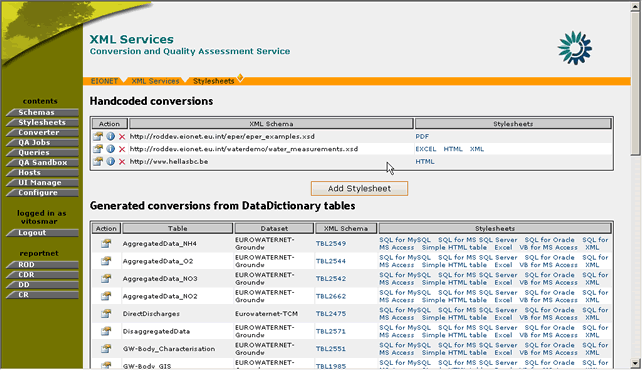 XML Services
Conversion and Quality Assessment Service
EIONET XML Services Stylesheets
contents
Schemas
Stylesheets
Converter
QA Jobs
Queries
QA Sandbox
Hosts
UI Manage
Configure
logged in as
vitosmar
Logout
reportnet
ROD
CDR
DD
CR
Handcoded conversions
Action XML Schema Stylesheets
http://roddev.eionet.eu.int/eper/eper_examples.xsd PDF
http://roddev.eionet.eu.int/waterdemo/water_measurements.xsd EXCEL HTML XML
http://www.hellasbc.be HTML
Add Stylesheet
Generated conversions from DataDictionary tables
Action Table Dataset XML Schema Stylesheets
AggregatedData_NH4 EUROWATERNET-Groundw TBL2549 SQL for MySQL SQL for MS SQL Server SQL for Oracle SQL for
MS Access Simple HTML table Excel VB for MS Access XML
AggregatedData_O2 EUROWATERNET-Groundw TBL2544 SQL for MySQL SQL for MS SQL Server SQL for Oracle SQL for
MS Access Simple HTML table Excel VB for MS Access XML
AggregatedData_NO3 EUROWATERNET-Groundw TBL2542 SQL for MySQL SQL for MS SQL Server SQL for Oracle SQL for
MS Access Simple HTML table Excel VB for MS Access XML
AggregatedData_NO2 EUROWATERNET-Groundw TBL2662 SQL for MySQL SQL for MS SQL Server SQL for Oracle SQL for
MS Access Simple HTML table Excel VB for MS Access XML
DirectDischarges Eurowaternet-TCM TBL2475 SQL for MySQL SQL for MS SQL Server SQL for Oracle SQL for
MS Access Simple HTML table Excel VB for MS Access XML
DisaggregatedData EUROWATERNET-Groundw TBL2571 SQL for MySQL SQL for MS SQL Server SQL for Oracle SQL for
MS Access Simple HTML table Excel VB for MS Access XML
GW-Body_Characterisation EUROWATERNET-Groundw TBL2551 SQL for MySQL SQL for MS SQL Server SQL for Oracle SQL for
MS Access Simple HTML table Excel VB for MS Access XML
GW-Body_GIS EUROWATERNET- TBL1985 SQL for MySQL SQL for MS SQL Server SQL for Oracle SQL for